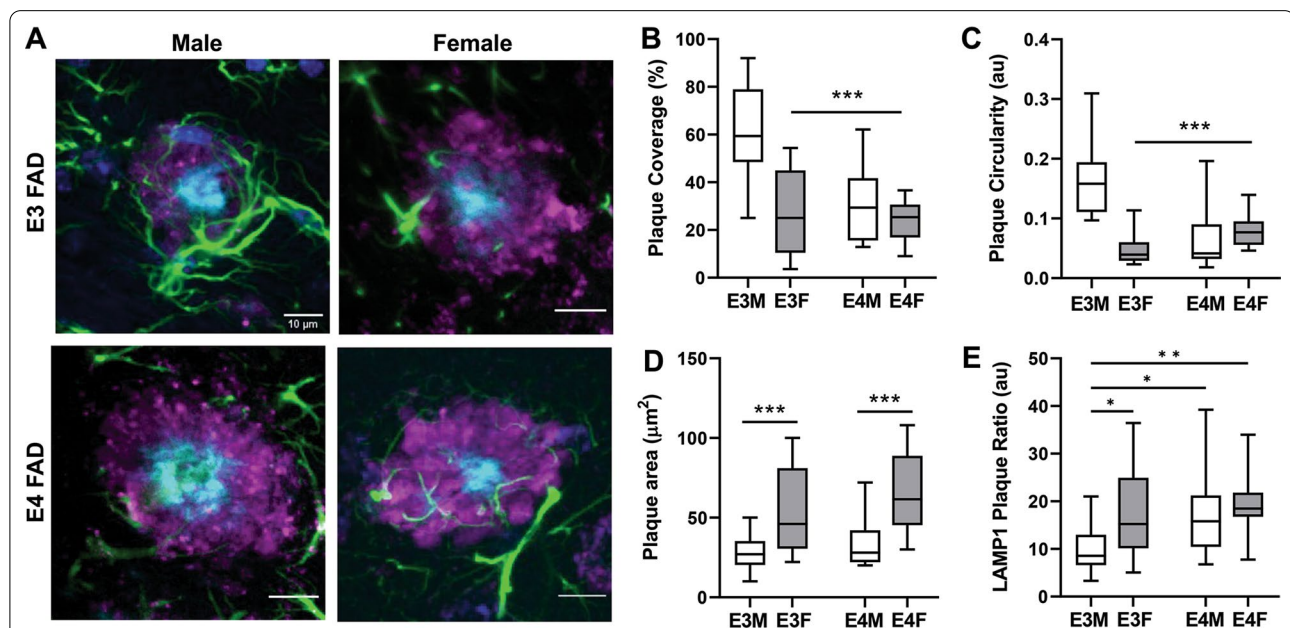 A
Male
Female
E3 FAD
10 μm
E4 FAD
B
Plaque Coverage (%)
100
80
60
40
20
0
***
E3M E3F E4M E4F
C
Plaque Circularity (au)
0.4
0.3
0.2
0.1
0.0
***
E3M E3F E4M E4F
D
Plaque area (μm²)
150
100
50
0
***
***
E3M E3F E4M E4F
E
LAMP1 Plaque Ratio (au)
50
40
30
20
10
0
**
*
*
E3M E3F E4M E4F